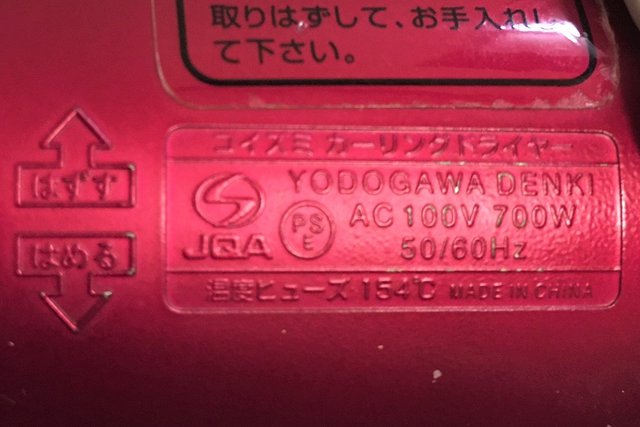 取りはずして、お手入れし
て下さい。
コイズミ カーリングドライヤー
はずす
YODOGAWA DENKI
PS
E
AC 100V 700W
はめる
JQA
50/60Hz
温度ヒューズ 154℃ MADE IN CHINA